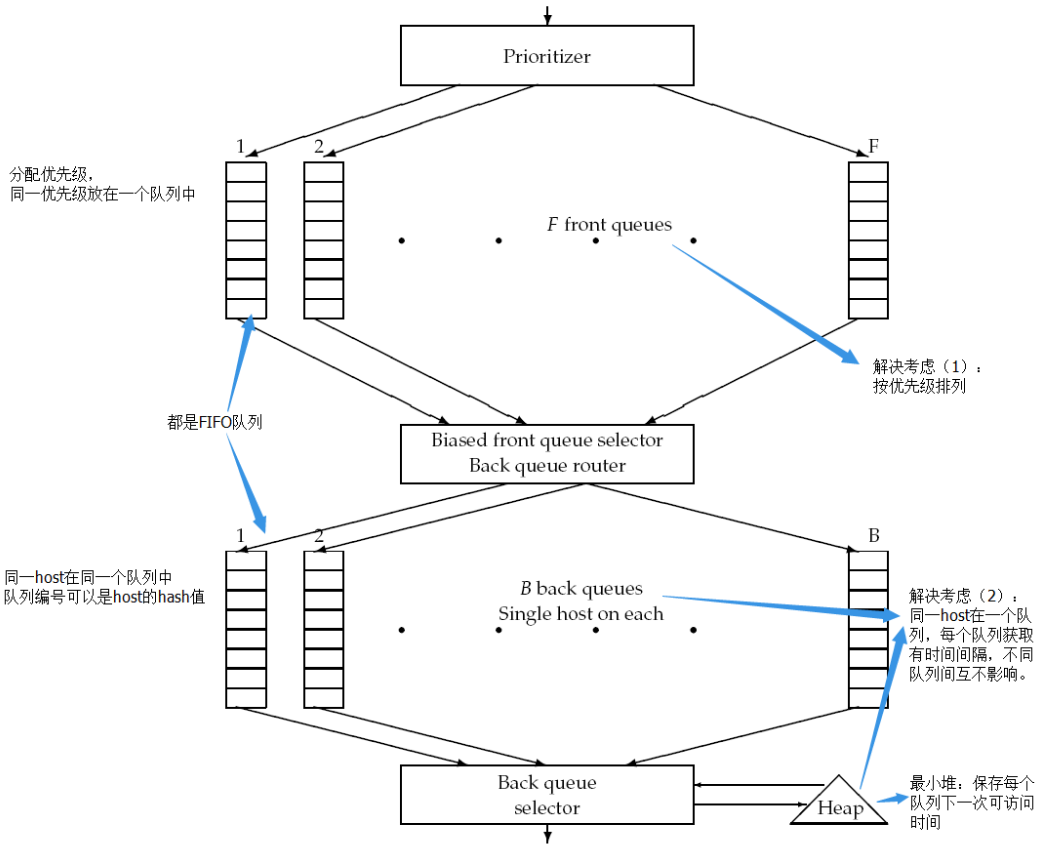 Prioritizer
1
2
F
分配优先级，
同一优先级放在一个队列中
F front queues
解决考虑（1）：
按优先级排列
都是FIFO队列
Biased front queue selector
Back queue router
1
2
B
同一host在同一个队列中
队列编号可以是host的hash值
B back queues
Single host on each
解决考虑（2）：
同一host在一个队
列，每个队列获取
有时间间隔，不同
队列间互不影响。
Back queue
selector
Heap
最小堆：保存每个
队列下一次可访问
时间